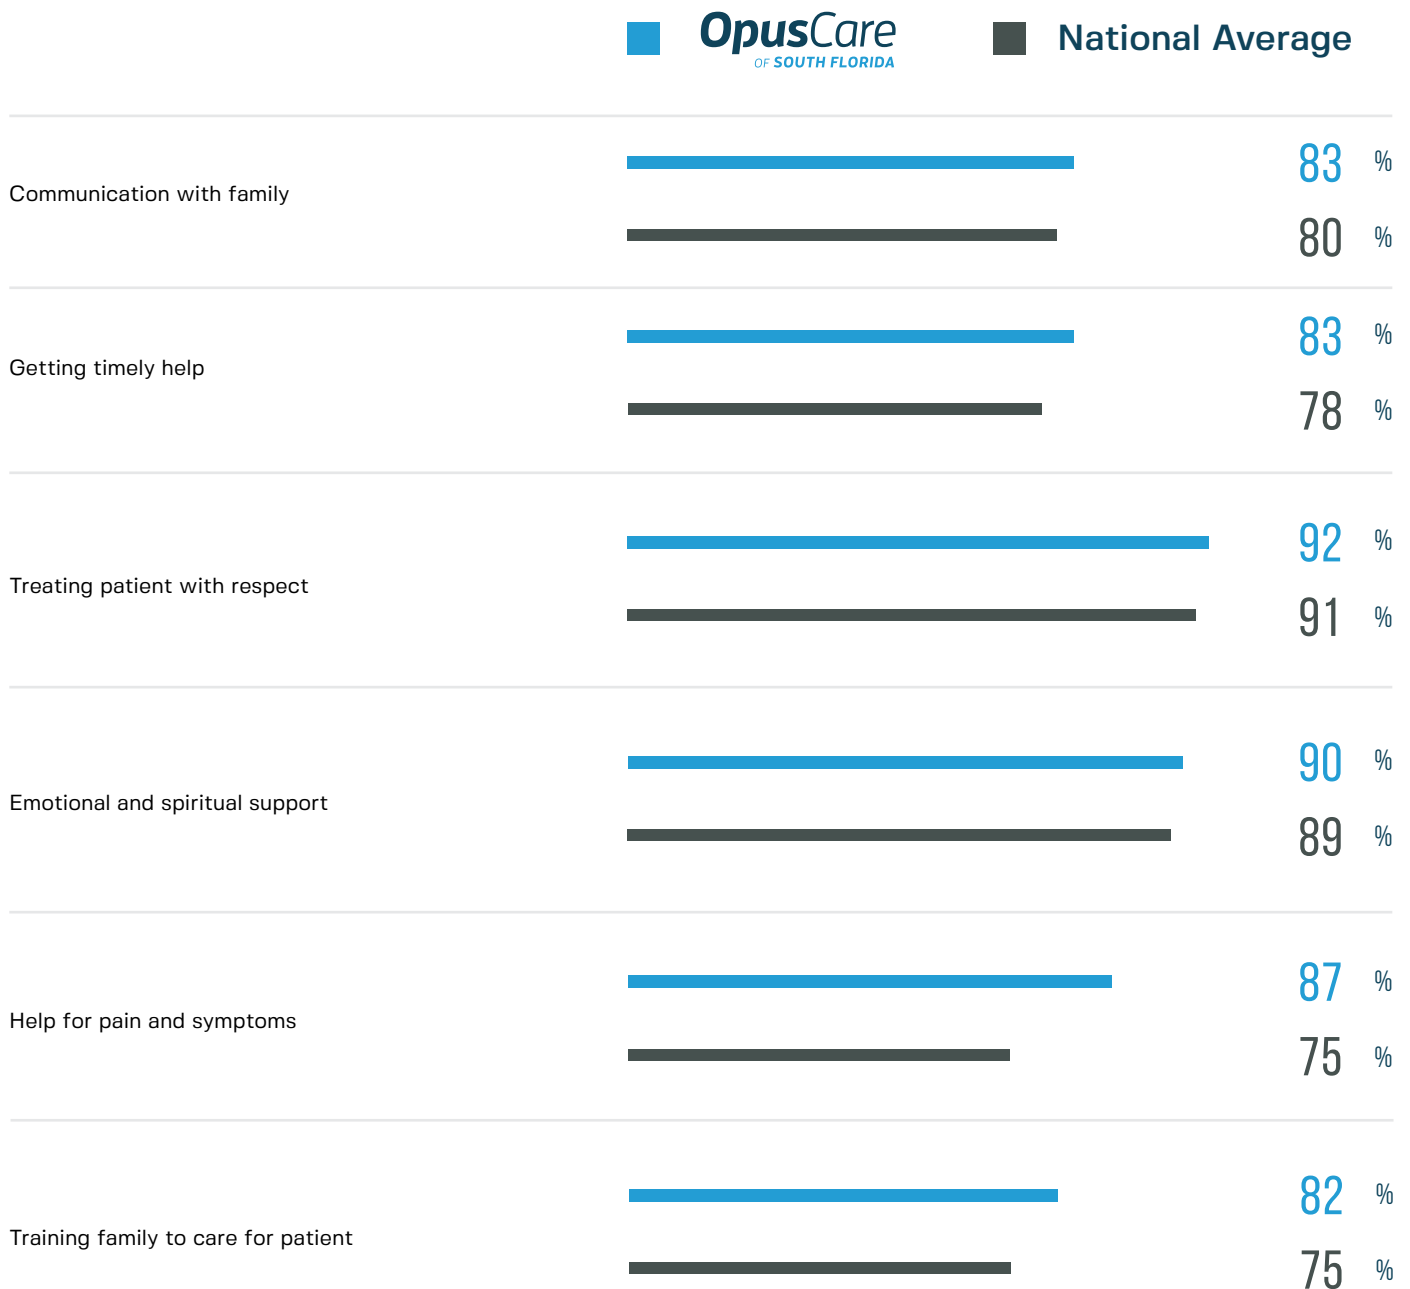 OpusCare
OF SOUTH FLORIDA
National Average
Communication with family
83 %
80 %
Getting timely help
83 %
78 %
Treating patient with respect
92 %
91 %
Emotional and spiritual support
90 %
89 %
Help for pain and symptoms
87 %
75 %
Training family to care for patient
82 %
75 %